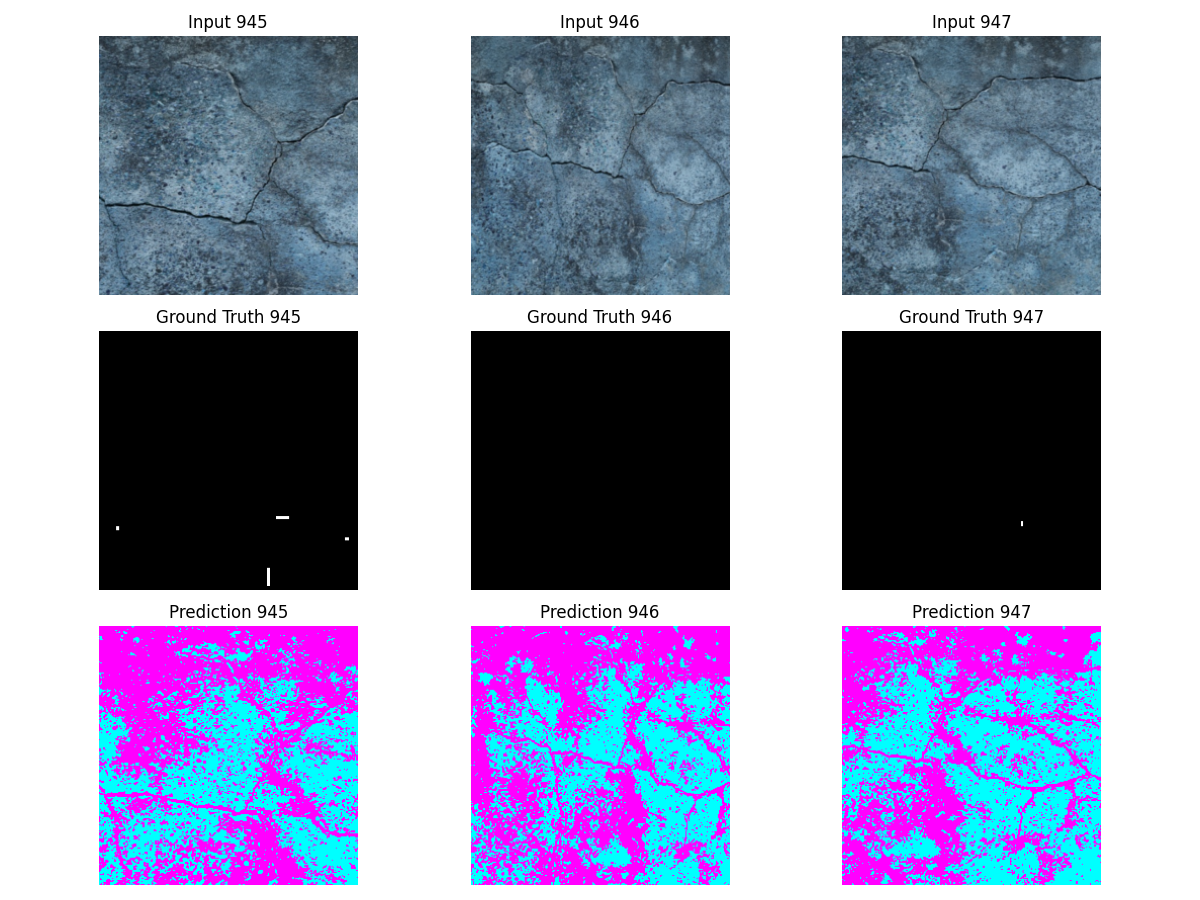 Input 945
Input 946
Input 947
Ground Truth 945
Ground Truth 946
Ground Truth 947
Prediction 945
Prediction 946
Prediction 947